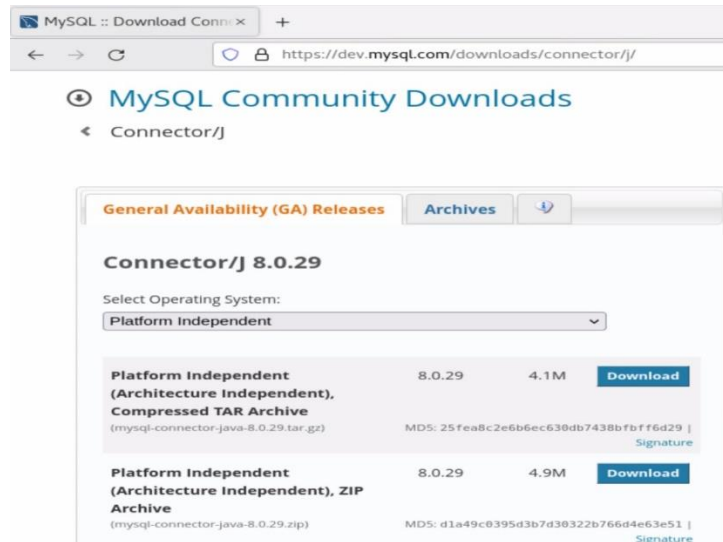 MySQL :: Download Conn
https://dev.mysql.com/downloads/connector/j/
MySQL Community Downloads
Connector/J
General Availability (GA) Releases
Archives
Connector/J 8.0.29
Select Operating System:
Platform Independent
Platform Independent
8.0.29
4.1M
Download
(Architecture Independent),
Compressed TAR Archive
(mysql-connector-java-8.0.29.tar.gz)
MD5: 25fea8c2e6b6ec630db7438bfbff6d29 |
Signature
Platform Independent
8.0.29
4.9M
Download
(Architecture Independent), ZIP
Archive
(mysql-connector-java-8.0.29.zip)
MD5: d1a49c0395d3b7d30322b766d4e63e51 |
Signature